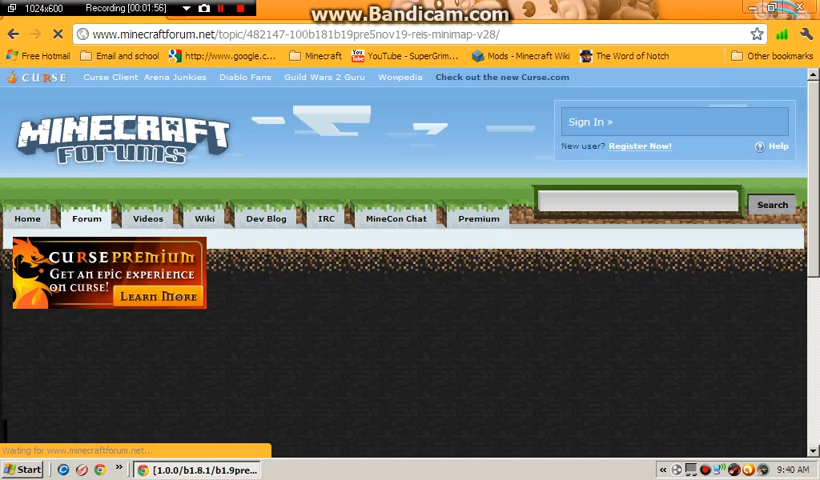 1024x600 Recording [00:01:56] www.Bandicam.com
www.minecraftforum.net/topic/482147-100b181b19pre5nov19-reis-minimap-v28/
Free Hotmail Email and school http://www.google.c... Minecraft YouTube - SuperGrim... Mods - Minecraft Wiki The Word of Notch Other bookmarks
CURSE Curse Client Arena Junkies Diablo Fans Guild Wars 2 Guru Wowpedia Check out the new Curse.com
MINECRAFT
FORUMS
Sign In »
New user? Register Now! Help
Home Forum Videos Wiki Dev Blog IRC MineCon Chat Premium Search
CURSE PREMIUM
GET AN EPIC EXPERIENCE
ON CURSE! LEARN MORE
Waiting for www.minecraftforum.net...
Start » [1.0.0/b1.8.1/b1.9pre... « 9:40 AM